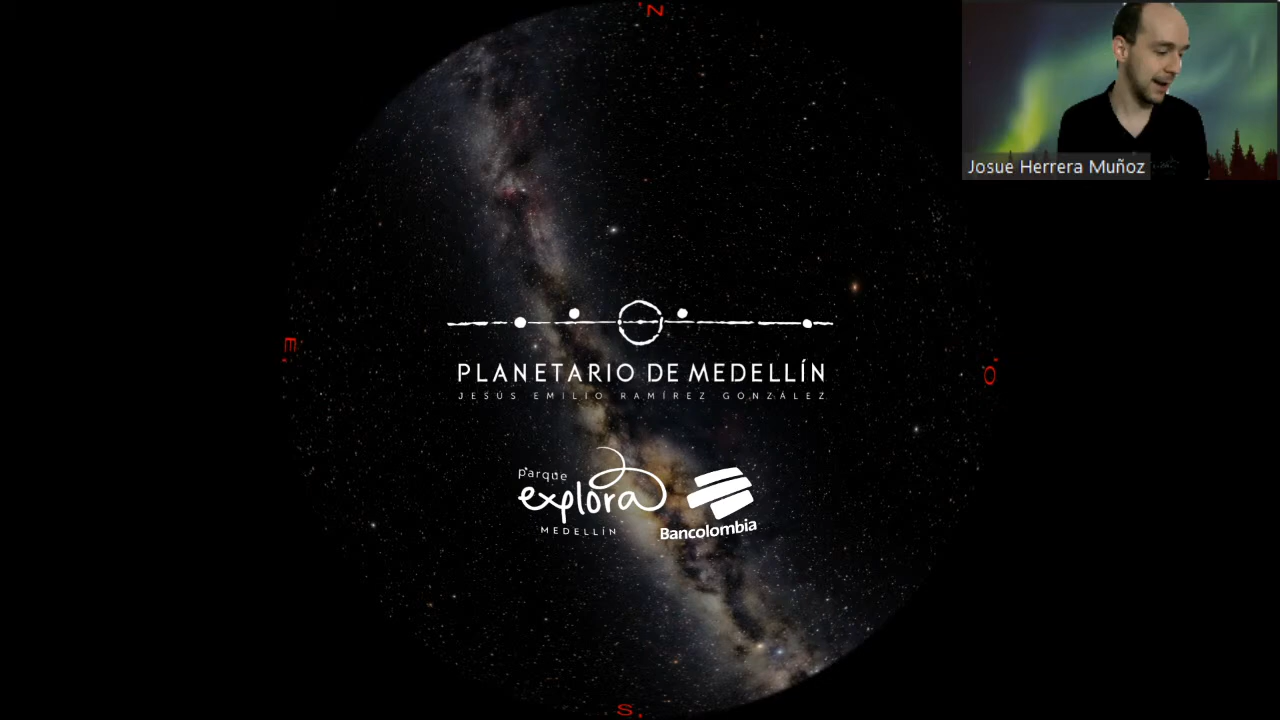 N
Josue Herrera Muñoz
E
O
PLANETARIO DE MEDELLÍN
JESÚS EMILIO RAMÍREZ GONZÁLEZ
parque
explora
MEDELLÍN
Bancolombia
S